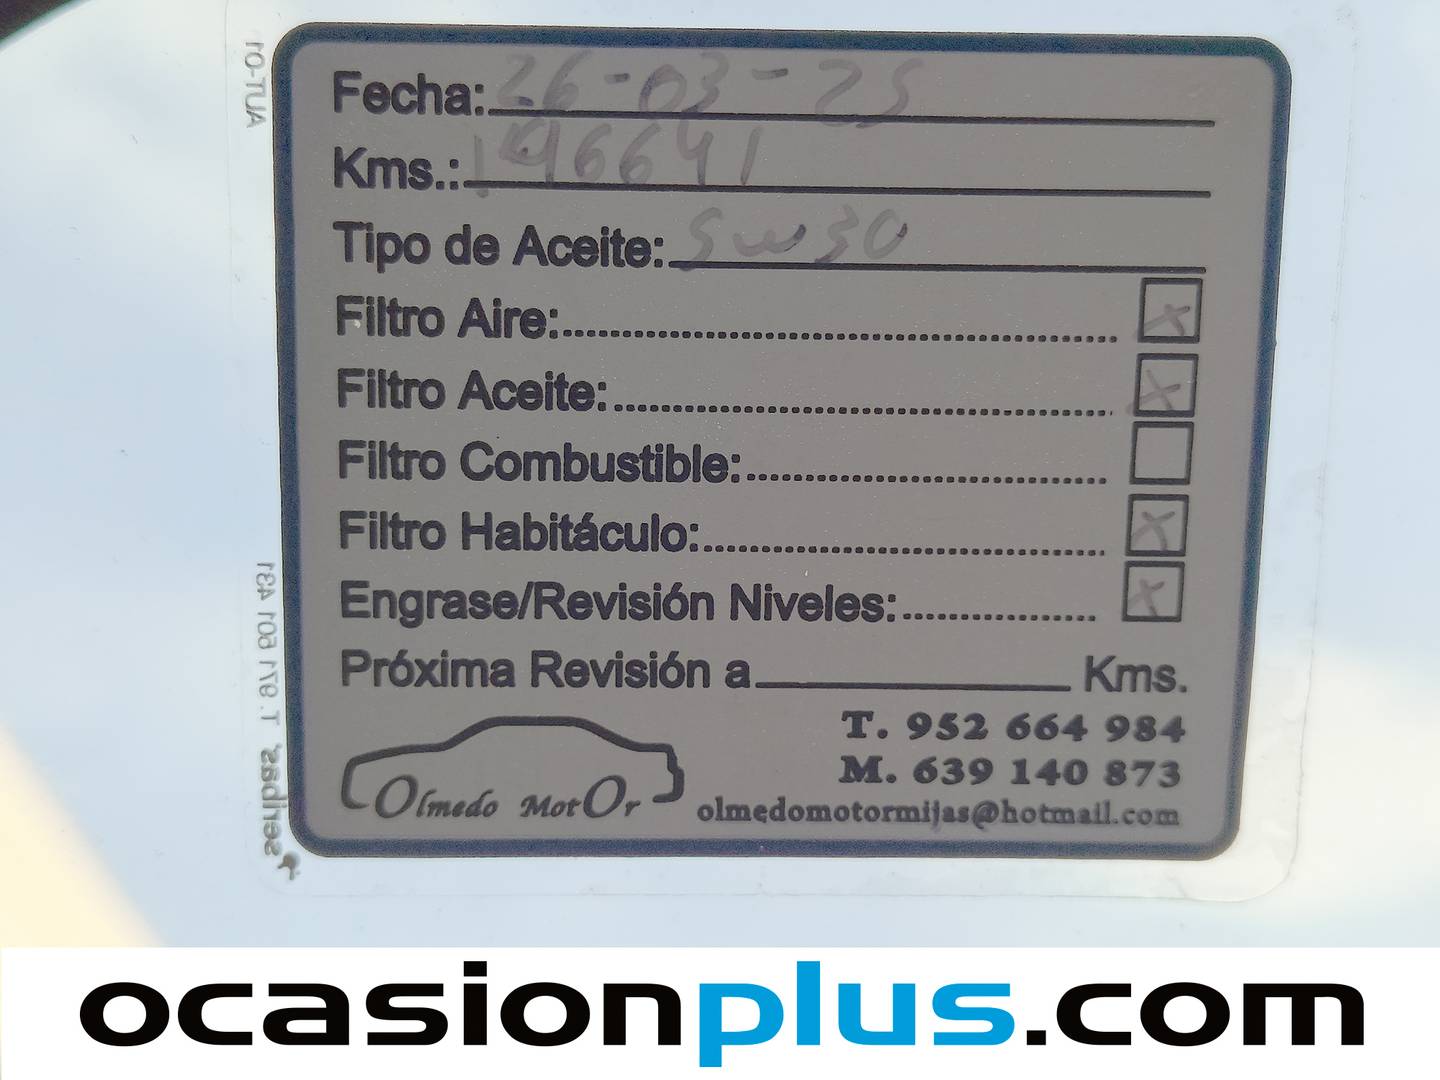 Fecha: 26-03-25
Kms.: 196641
Tipo de Aceite: 5w30
Filtro Aire:
Filtro Aceite:
Filtro Combustible:
Filtro Habitáculo:
Engrase/Revisión Niveles:
Próxima Revisión a Kms.
T. 952 664 984
M. 639 140 873
Olmedo MotOr
olmedomotormijas@hotmail.com
ocasionplus.com